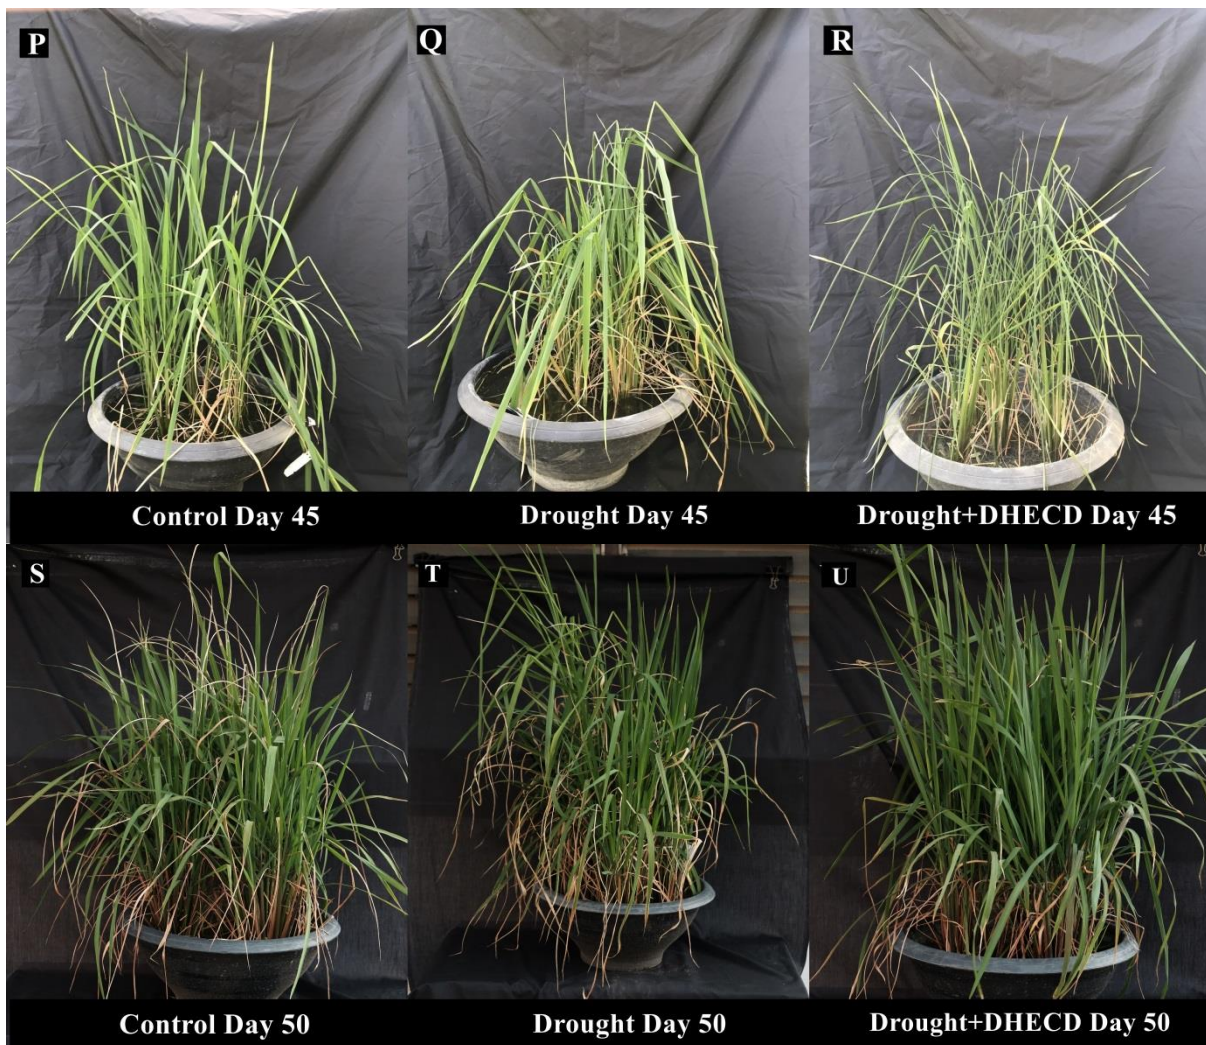 P
Q
R
Control Day 45
Drought Day 45
Drought+DHECD Day 45
S
T
U
Control Day 50
Drought Day 50
Drought+DHECD Day 50